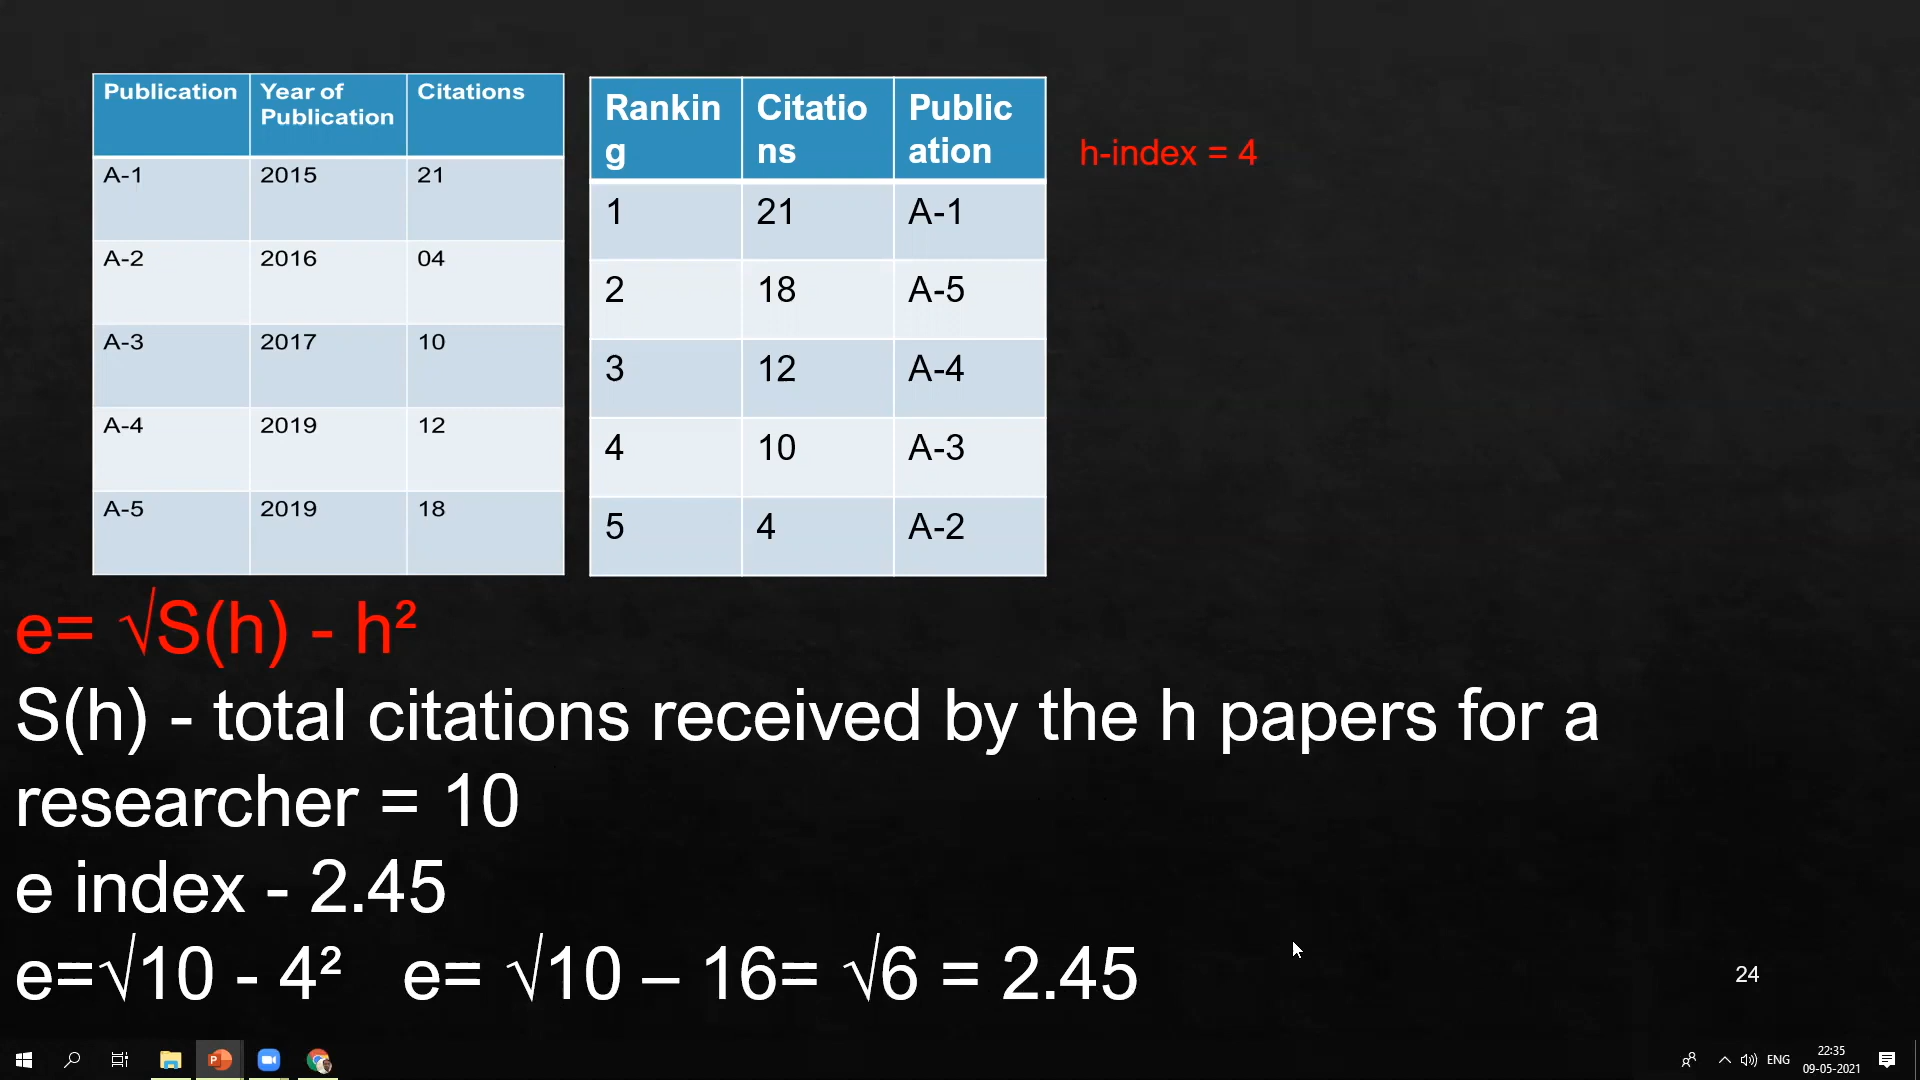 Publication Year of Publication Citations
A-1 2015 21
A-2 2016 04
A-3 2017 10
A-4 2019 12
A-5 2019 18
Rankin
g Citatio
ns Public
ation
1 21 A-1
2 18 A-5
3 12 A-4
4 10 A-3
5 4 A-2
h-index = 4
e= √S(h) - h²
S(h) - total citations received by the h papers for a
researcher = 10
e index - 2.45
e=√10 - 4² e= √10 – 16= √6 = 2.45
24
ENG
22:35
09-05-2021